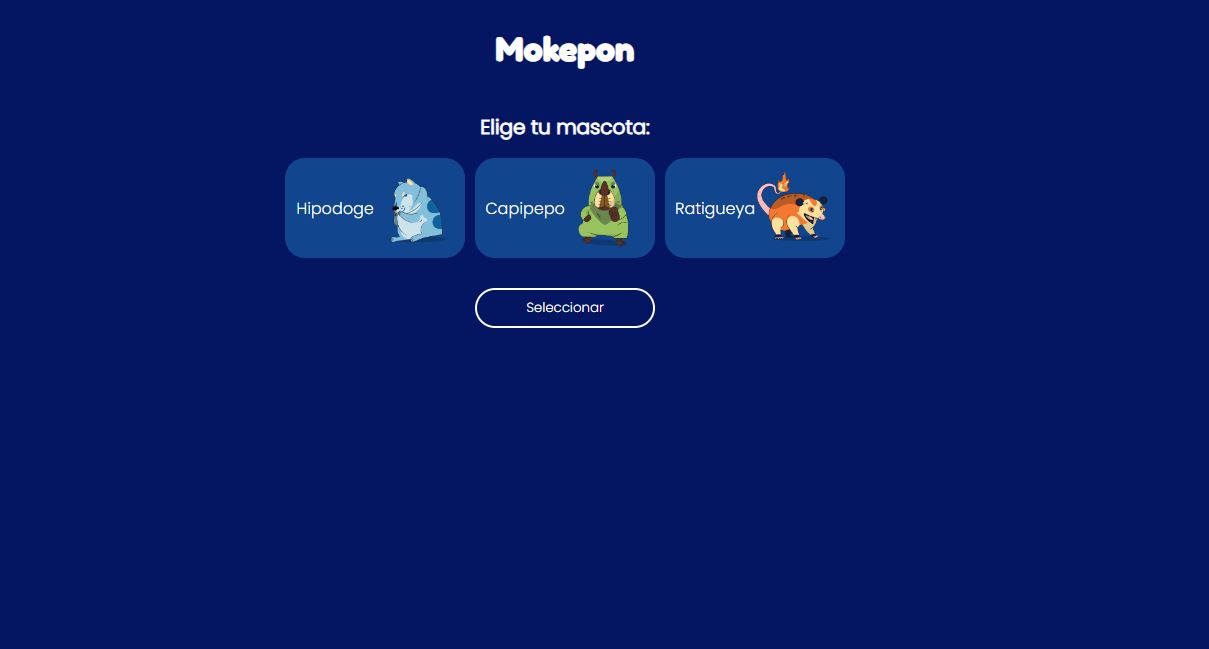 Mokepon
Elige tu mascota:
Hipodoge
Capipepo
Ratigueya
Seleccionar